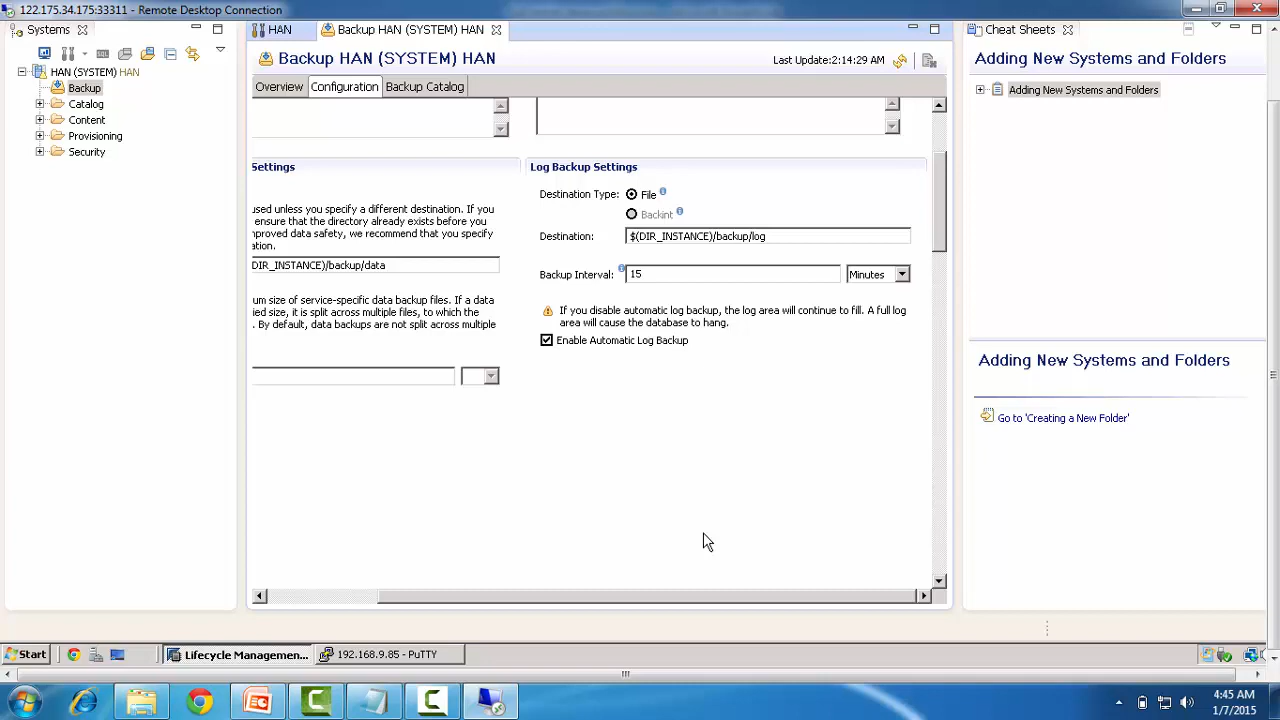 122.175.34.175:33311 - Remote Desktop Connection
Systems
HAN (SYSTEM) HAN
Backup
Catalog
Content
Provisioning
Security
HAN
Backup HAN (SYSTEM) HAN
Backup HAN (SYSTEM) HAN
Last Update:2:14:29 AM
Overview
Configuration
Backup Catalog
Settings
used unless you specify a different destination. If you
ensure that the directory already exists before you
nproved data safety, we recommend that you specify
ation.
DIR_INSTANCE)/backup/data
um size of service-specific data backup files. If a data
ied size, it is split across multiple files, to which the
. By default, data backups are not split across multiple
Log Backup Settings
Destination Type:
File
Backint
Destination:
$(DIR_INSTANCE)/backup/log
Backup Interval:
15
Minutes
If you disable automatic log backup, the log area will continue to fill. A full log
area will cause the database to hang.
Enable Automatic Log Backup
Cheat Sheets
Adding New Systems and Folders
Adding New Systems and Folders
Adding New Systems and Folders
Go to 'Creating a New Folder'
Start
Lifecycle Managemen...
192.168.9.85 - PuTTY
4:45 AM
1/7/2015